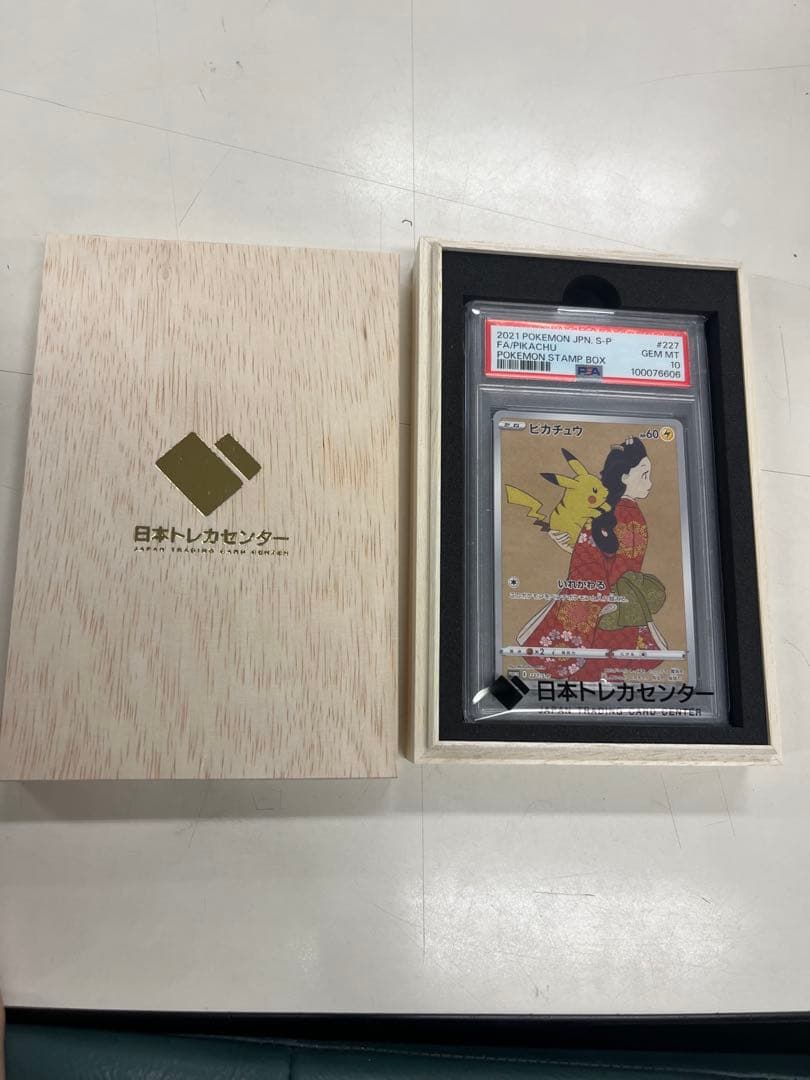 日本トレカセンター
JAPAN TRADING CARD CENTER
2021 POKEMON JPN. S-P
#227
FA/PIKACHU
GEM MT
POKEMON STAMP BOX
10
PSA
100076606
ピカチュウ
HP60
いれかわる
×2
日本トレカセンター
JAPAN TRADING CARD CENTER